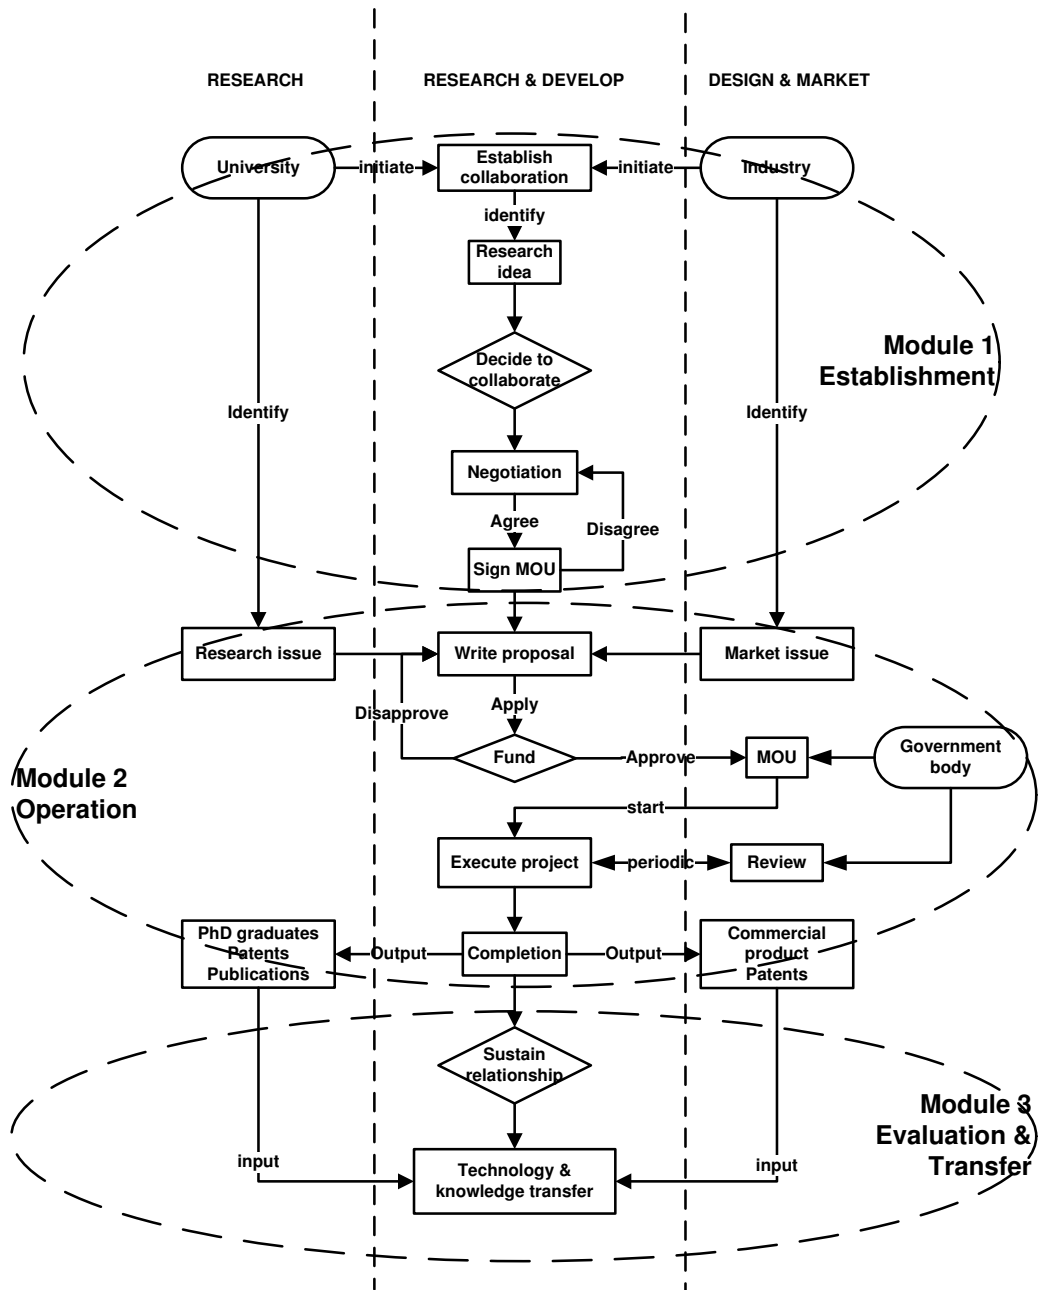 RESEARCH
RESEARCH & DEVELOP
DESIGN & MARKET
University
initiate
Establish
collaboration
initiate
Industry
identify
Research
idea
Decide to
collaborate
Module 1
Establishment
Identify
Identify
Negotiation
Agree
Disagree
Sign MOU
Research issue
Write proposal
Market issue
Disapprove
Apply
Fund
Approve
MOU
Government
body
Module 2
Operation
start
Execute project
periodic
Review
PhD graduates
Patents
Publications
Output
Completion
Output
Commercial
product
Patents
Sustain
relationship
Module 3
Evaluation &
Transfer
input
Technology &
knowledge transfer
input